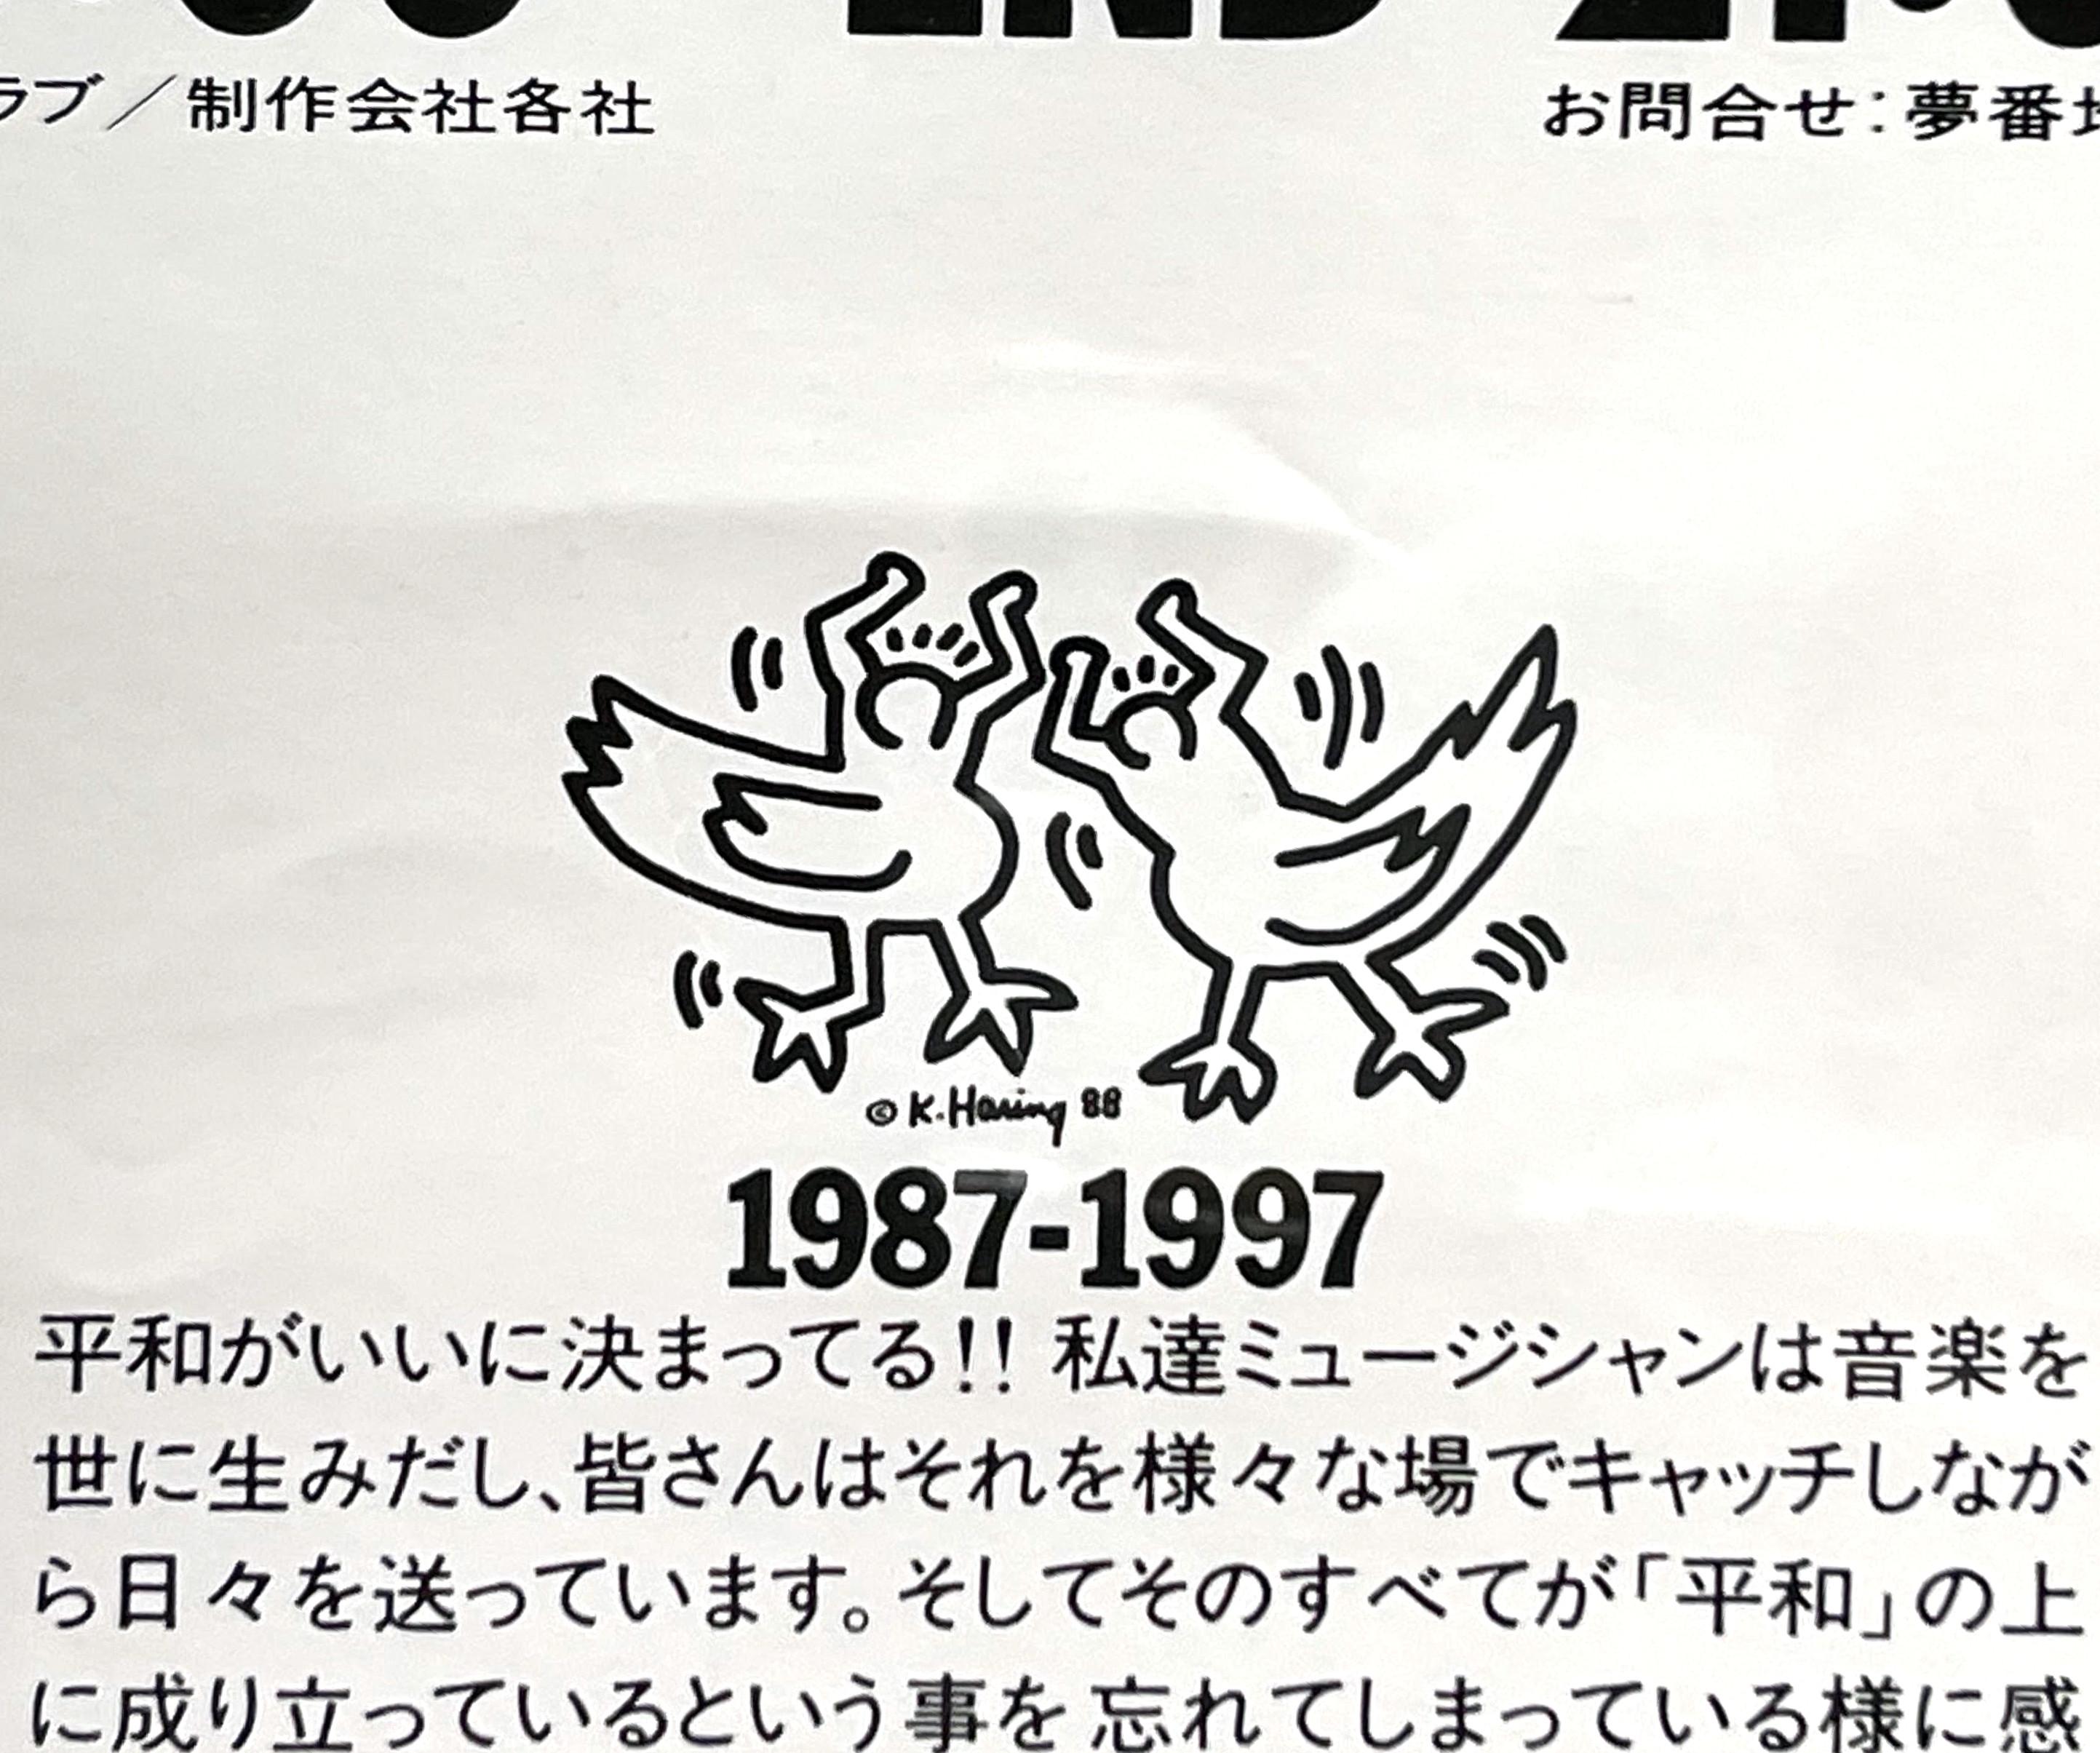 END
ラブ／制作会社各社 お問合せ:夢番
© K.Haring 88
1987-1997
平和がいいに決まってる!! 私達ミュージシャンは音楽を
世に生みだし、皆さんはそれを様々な場でキャッチしなが
ら日々を送っています。そしてそのすべてが「平和」の上
に成り立っているという事を忘れてしまっている様に感